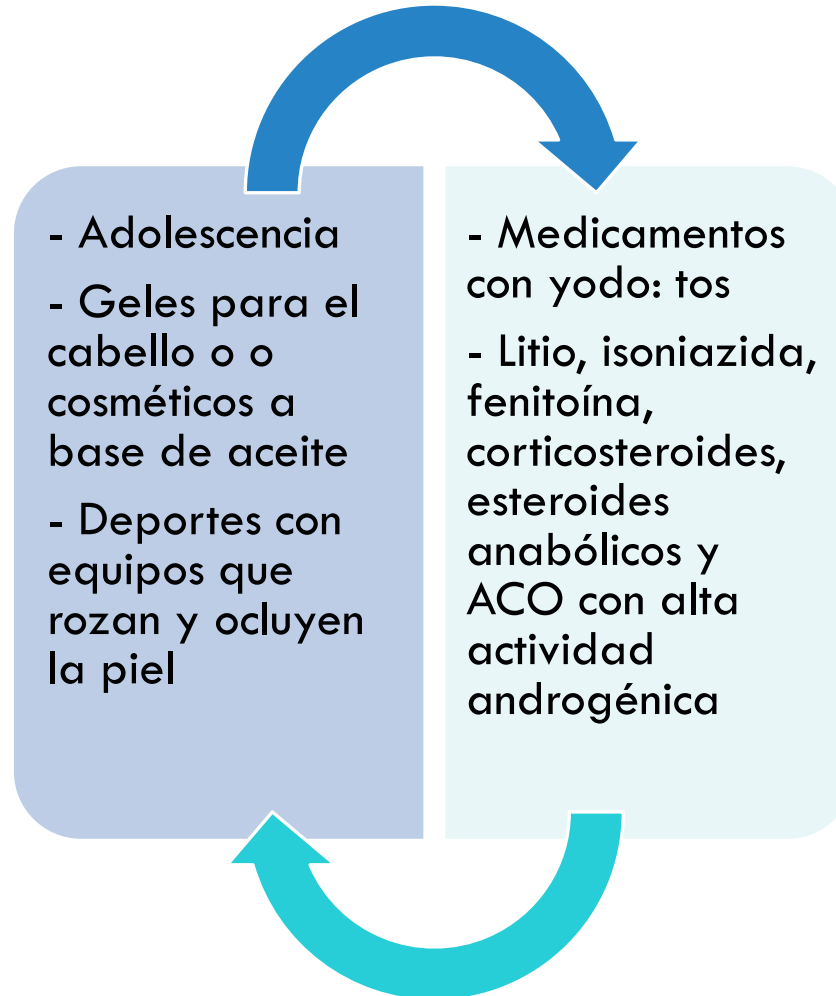 - Adolescencia
- Geles para el
cabello o o
cosméticos a
base de aceite
- Deportes con
equipos que
rozan y ocluyen
la piel
- Medicamentos
con yodo: tos
- Litio, isoniazida,
fenitoína,
corticosteroides,
esteroides
anabólicos y
ACO con alta
actividad
androgénica